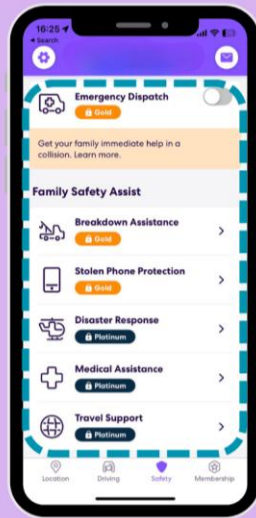 16:25
Search
Emergency Dispatch
Gold
Get your family immediate help in a
collision. Learn more.
Family Safety Assist
Breakdown Assistance
Gold
Stolen Phone Protection
Gold
Disaster Response
Platinum
Medical Assistance
Platinum
Travel Support
Platinum
Location Driving Safety Membership